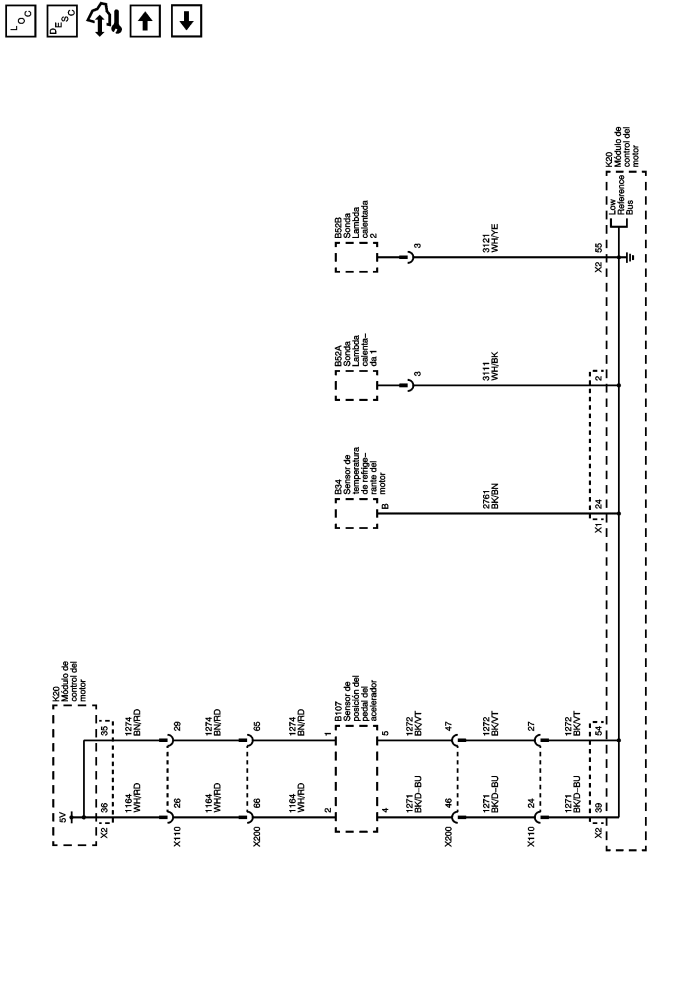 LOC
DESC
K20
Módulo de
control del
motor
5V
X2
36
35
1164
WH/RD
1274
BN/RD
X110
26
29
1164
WH/RD
1274
BN/RD
X200
66
65
1164
WH/RD
1274
BN/RD
2
1
B107
Sensor de
posición del
pedal del
acelerador
4
5
1271
BK/D-BU
1272
BK/VT
X200
46
47
1271
BK/D-BU
1272
BK/VT
X110
24
27
1271
BK/D-BU
1272
BK/VT
X2
39
54
B34
Sensor de
temperatura
de refrige-
rante del
motor
B
2761
BK/BN
X1
24
B52A
Sonda
Lambda
calenta-
da 1
3
3111
WH/BK
2
B52B
Sonda
Lambda
calentada
2
3
3121
WH/YE
X2
55
K20
Módulo de
control del
motor
Low
Reference
Bus